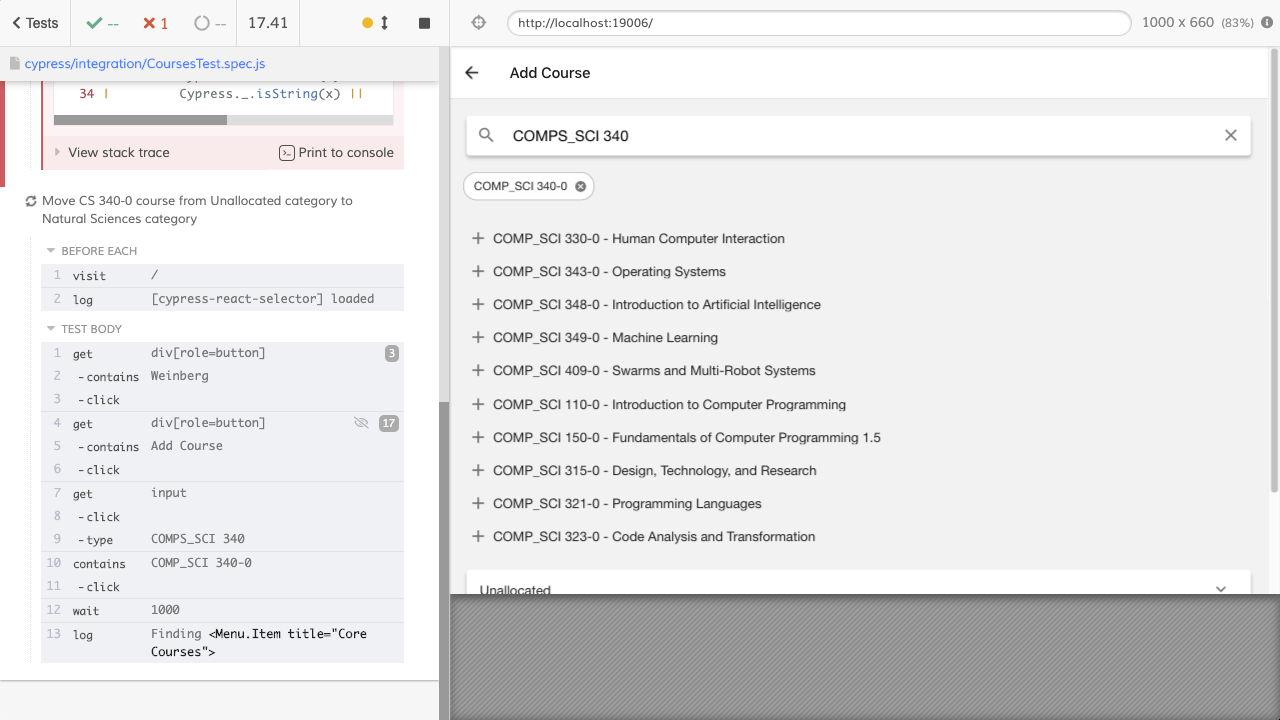 Tests
--
1
--
17.41
http://localhost:19006/
1000 x 660 (83%)
cypress/integration/CoursesTest.spec.js
34 | Cypress._.isString(x) ||
View stack trace
Print to console
Move CS 340-0 course from Unallocated category to
Natural Sciences category
BEFORE EACH
1 visit /
2 log [cypress-react-selector] loaded
TEST BODY
1 get div[role=button] 3
2 -contains Weinberg
3 -click
4 get div[role=button] 17
5 -contains Add Course
6 -click
7 get input
8 -click
9 -type COMPS_SCI 340
10 contains COMP_SCI 340-0
11 -click
12 wait 1000
13 log Finding <Menu.Item title="Core
Courses">
Add Course
COMPS_SCI 340
COMP_SCI 340-0
COMP_SCI 330-0 - Human Computer Interaction
COMP_SCI 343-0 - Operating Systems
COMP_SCI 348-0 - Introduction to Artificial Intelligence
COMP_SCI 349-0 - Machine Learning
COMP_SCI 409-0 - Swarms and Multi-Robot Systems
COMP_SCI 110-0 - Introduction to Computer Programming
COMP_SCI 150-0 - Fundamentals of Computer Programming 1.5
COMP_SCI 315-0 - Design, Technology, and Research
COMP_SCI 321-0 - Programming Languages
COMP_SCI 323-0 - Code Analysis and Transformation
Unallocated